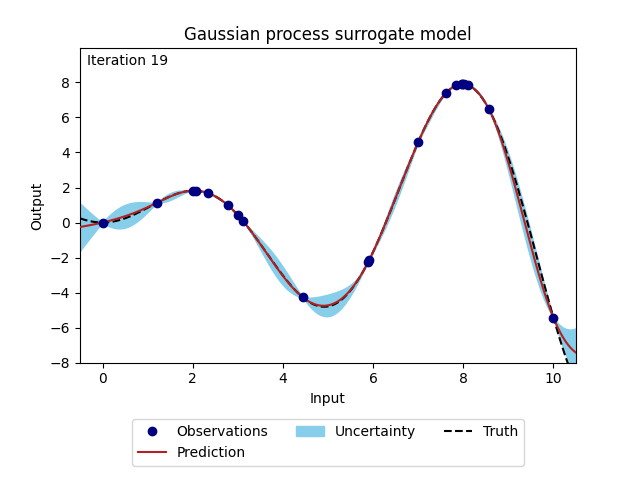 Gaussian process surrogate model
Iteration 19
8
6
4
2
0
−2
−4
−6
−8
Output
0 2 4 6 8 10
Input
Observations Uncertainty Truth
Prediction